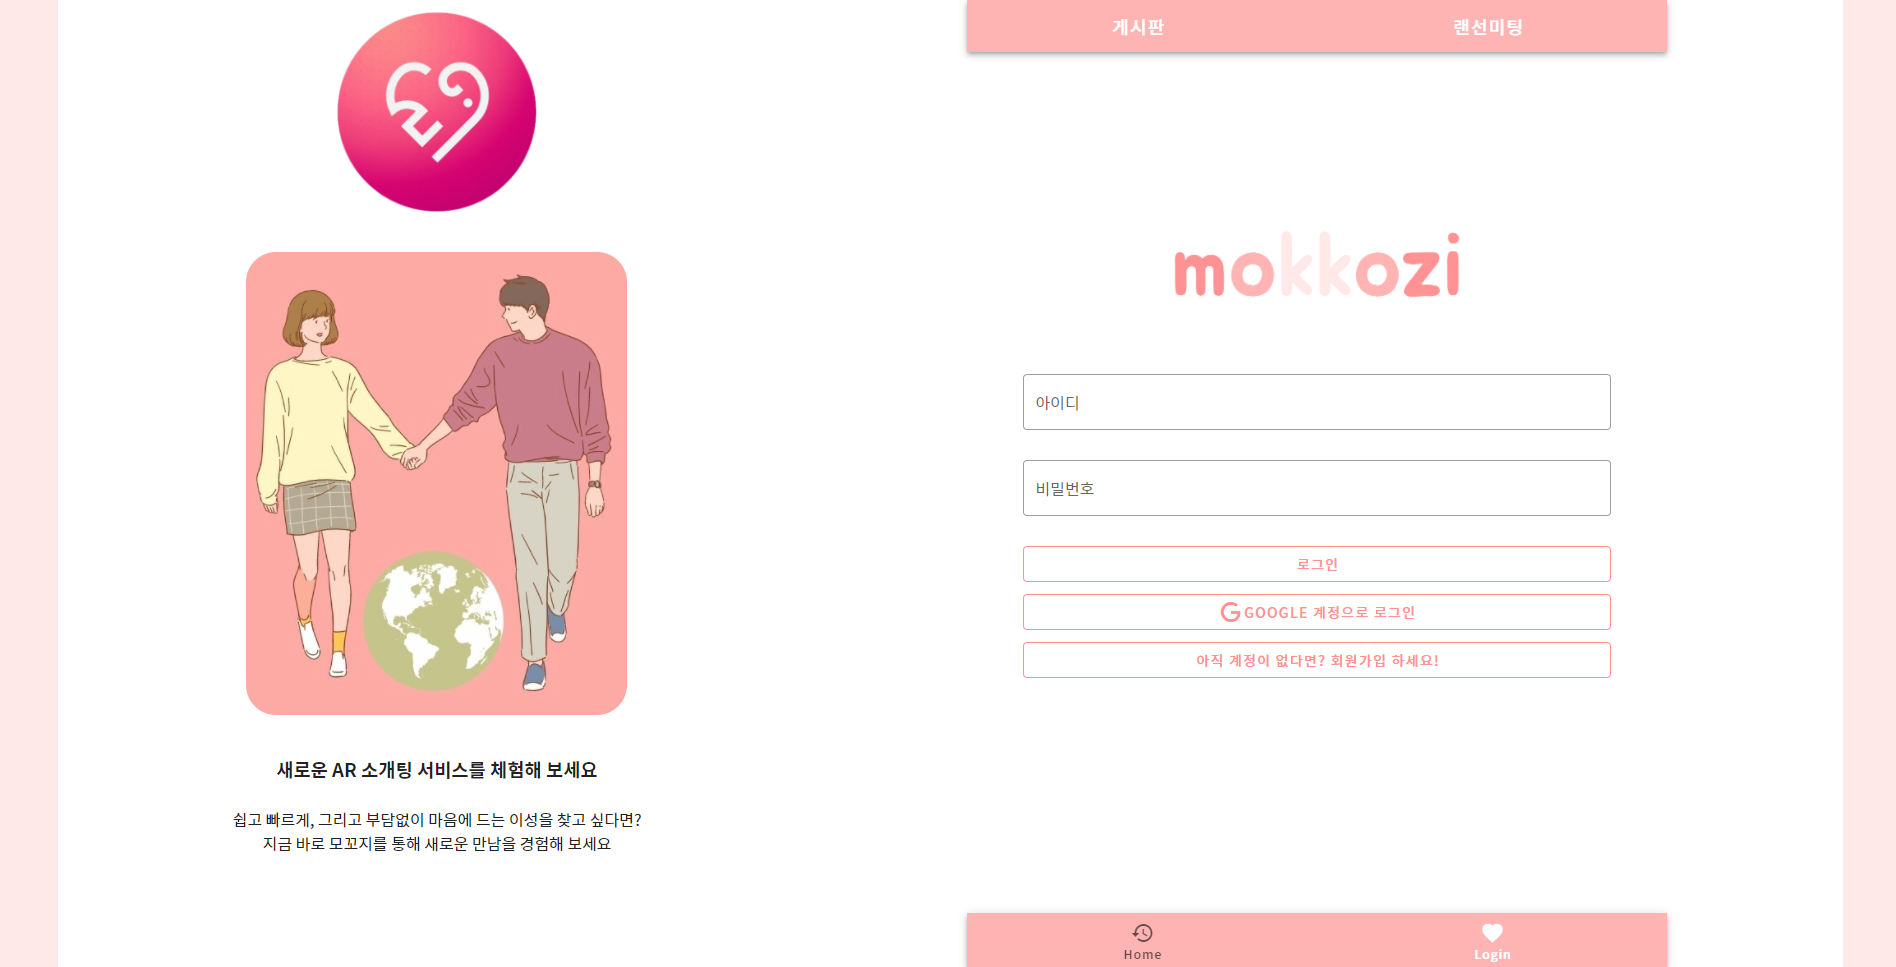 새로운 AR 소개팅 서비스를 체험해 보세요
쉽고 빠르게, 그리고 부담없이 마음에 드는 이성을 찾고 싶다면?
지금 바로 모꼬지를 통해 새로운 만남을 경험해 보세요
게시판
랜선미팅
mokkozi
아이디
비밀번호
로그인
GOOGLE 계정으로 로그인
아직 계정이 없다면? 회원가입 하세요!
Home
Login